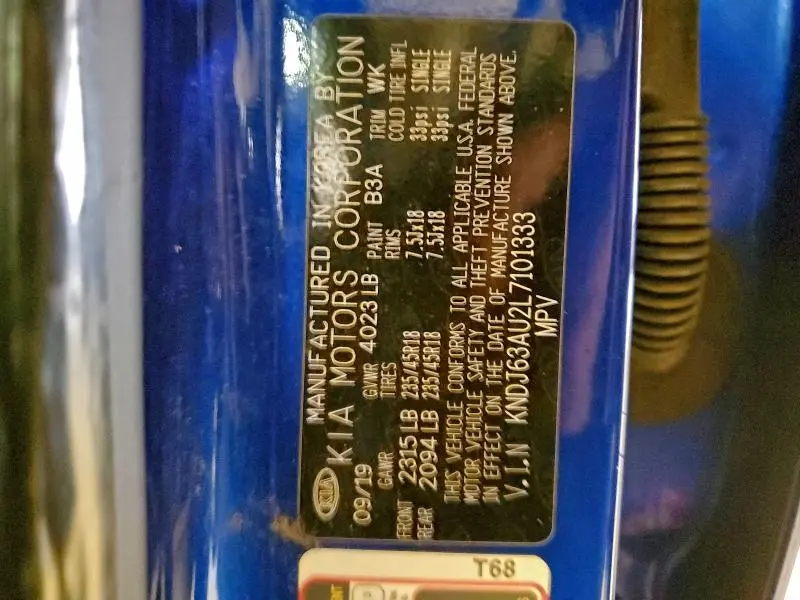 KIA
MANUFACTURED IN KOREA BY
KIA MOTORS CORPORATION
09/19 GVWR 4023 LB PAINT B3A TRIM WK
GAWR TIRES RIMS COLD TIRE INFL
FRONT 2315 LB 235/45R18 7.5Jx18 33psi SINGLE
REAR 2094 LB 235/45R18 7.5Jx18 33psi SINGLE
THIS VEHICLE CONFORMS TO ALL APPLICABLE U.S.A. FEDERAL
MOTOR VEHICLE SAFETY AND THEFT PREVENTION STANDARDS
IN EFFECT ON THE DATE OF MANUFACTURE SHOWN ABOVE.
V.I.N KNDJ63AU2L7101333
MPV
T68